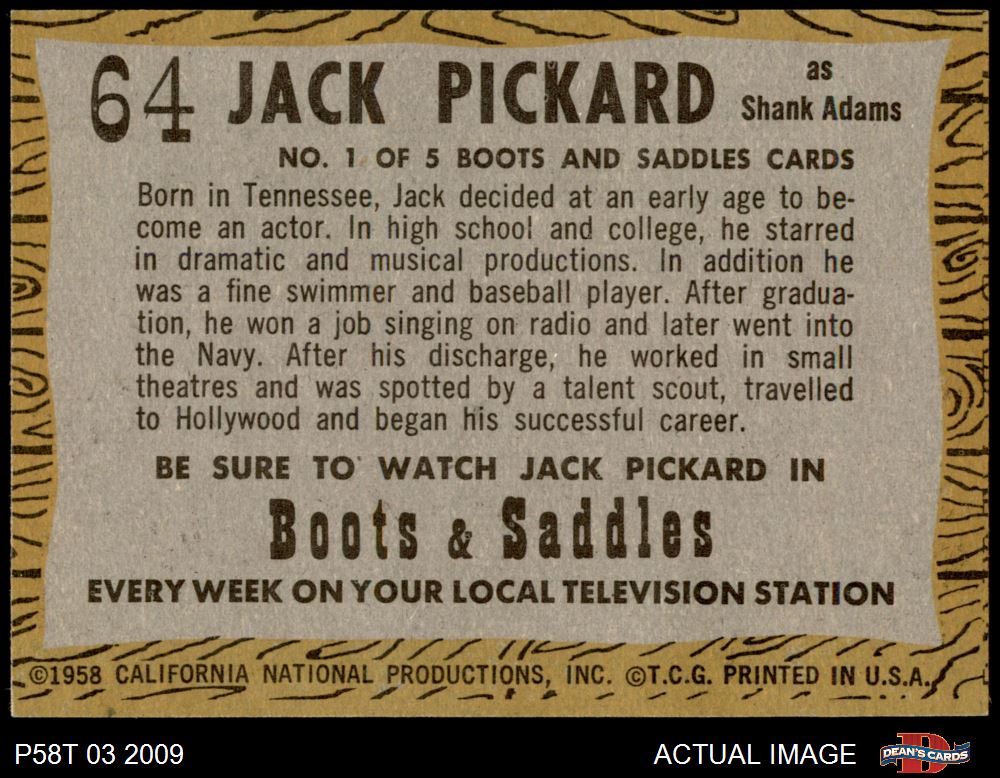 64 JACK PICKARD as Shank Adams
NO. 1 OF 5 BOOTS AND SADDLES CARDS
Born in Tennessee, Jack decided at an early age to be-
come an actor. In high school and college, he starred
in dramatic and musical productions. In addition he
was a fine swimmer and baseball player. After gradua-
tion, he won a job singing on radio and later went into
the Navy. After his discharge, he worked in small
theatres and was spotted by a talent scout, travelled
to Hollywood and began his successful career.
BE SURE TO WATCH JACK PICKARD IN
Boots & Saddles
EVERY WEEK ON YOUR LOCAL TELEVISION STATION
©1958 CALIFORNIA NATIONAL PRODUCTIONS, INC. ©T.C.G. PRINTED IN U.S.A.
P58T 03 2009
ACTUAL IMAGE
D
DEAN'S CARDS